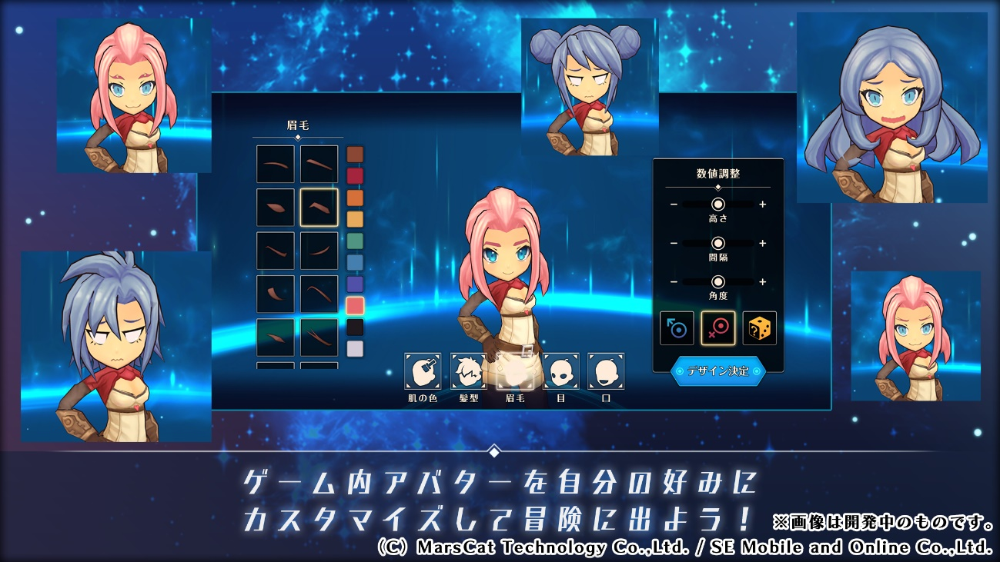 眉毛
数値調整
高さ
間隔
角度
デザイン決定
肌の色
髪型
眉毛
目
口
ゲーム内アバターを自分の好みに
カスタマイズして冒険に出よう!
※画像は開発中のものです。
(C) MarsCat Technology Co.,Ltd. / SE Mobile and Online Co.,Ltd.